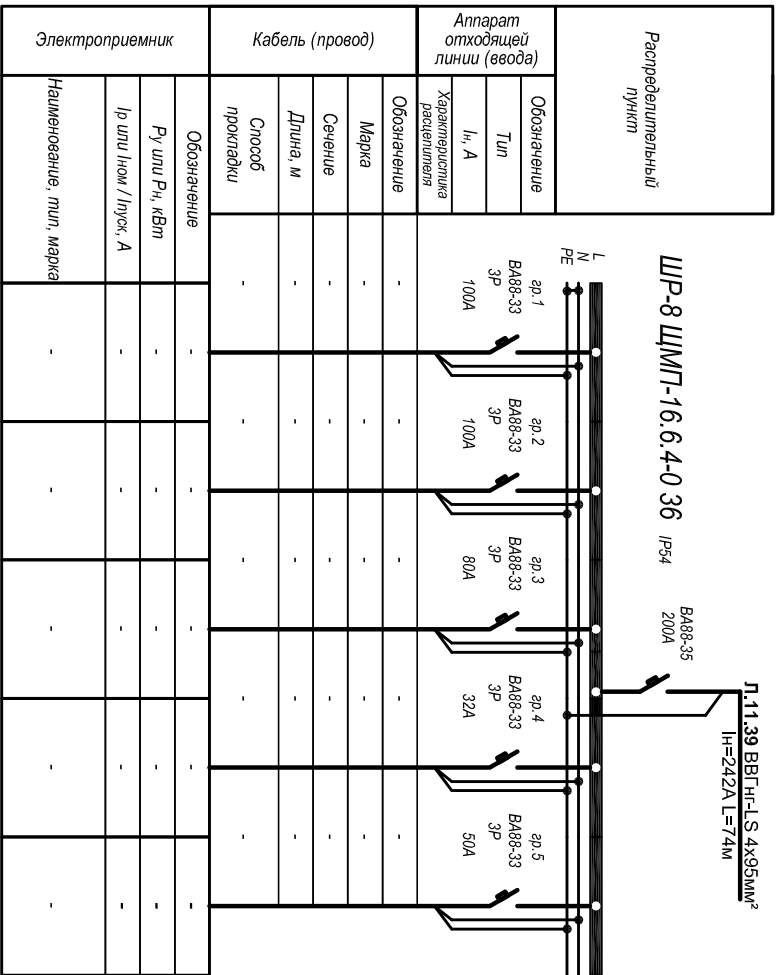 Электроприемник
Кабель (провод)
Аппарат
отходящей
линии (ввода)
Распределительный
пункт
Обозначение
Тип
Iн, А
Характеристика
расцепителя
Обозначение
Марка
Сечение
Длина, м
Способ
прокладки
Обозначение
Ру или Рн, кВт
Iр или Iном / Iпуск, А
Наименование, тип, марка
ШР-8 ЩМП-16.6.4-0 36 IP54
ВА88-35
200А
Л.11.39 ВВГнг-LS 4х95мм²
Iн=242А L=74м
L
N
PE
гр.1
ВА88-33
3Р
100А
-
-
-
-
-
-
-
-
-
гр.2
ВА88-33
3Р
100А
-
-
-
-
-
-
-
-
-
гр.3
ВА88-33
3Р
80А
-
-
-
-
-
-
-
-
-
гр.4
ВА88-33
3Р
32А
-
-
-
-
-
-
-
-
-
гр.5
ВА88-33
3Р
50А
-
-
-
-
-
-
-
-
-